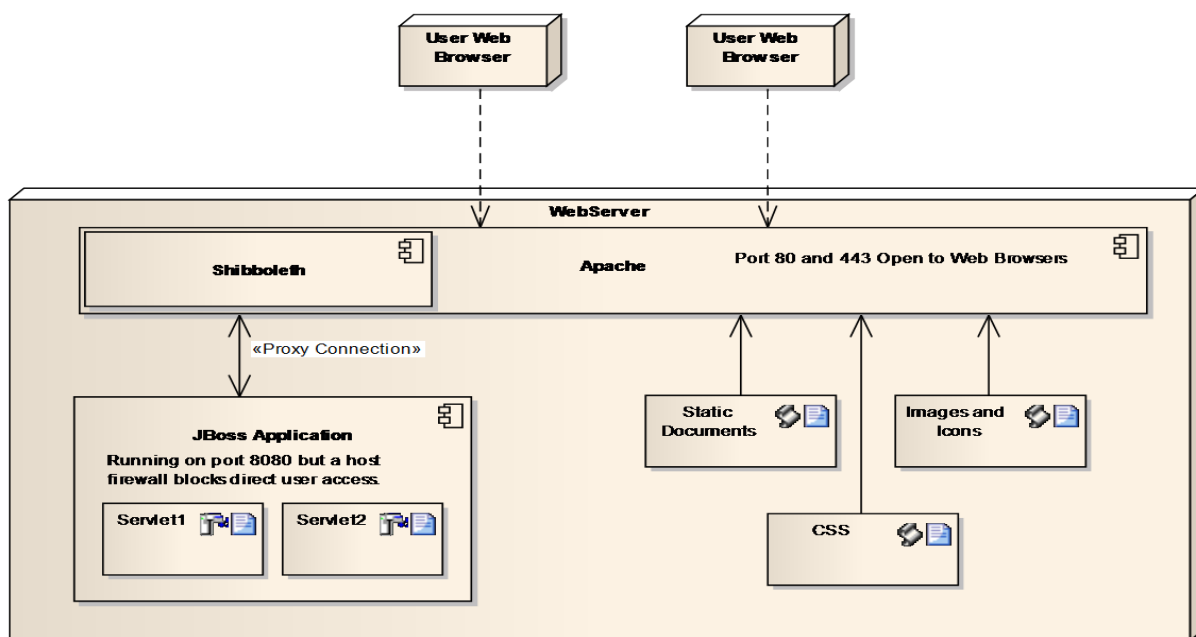 User Web
Browser
User Web
Browser
WebServer
Shibboleth
Apache
Port 80 and 443 Open to Web Browsers
«Proxy Connection»
JBoss Application
Running on port 8080 but a host
firewall blocks direct user access.
Servlet1
Servlet2
Static
Documents
Images and
Icons
CSS